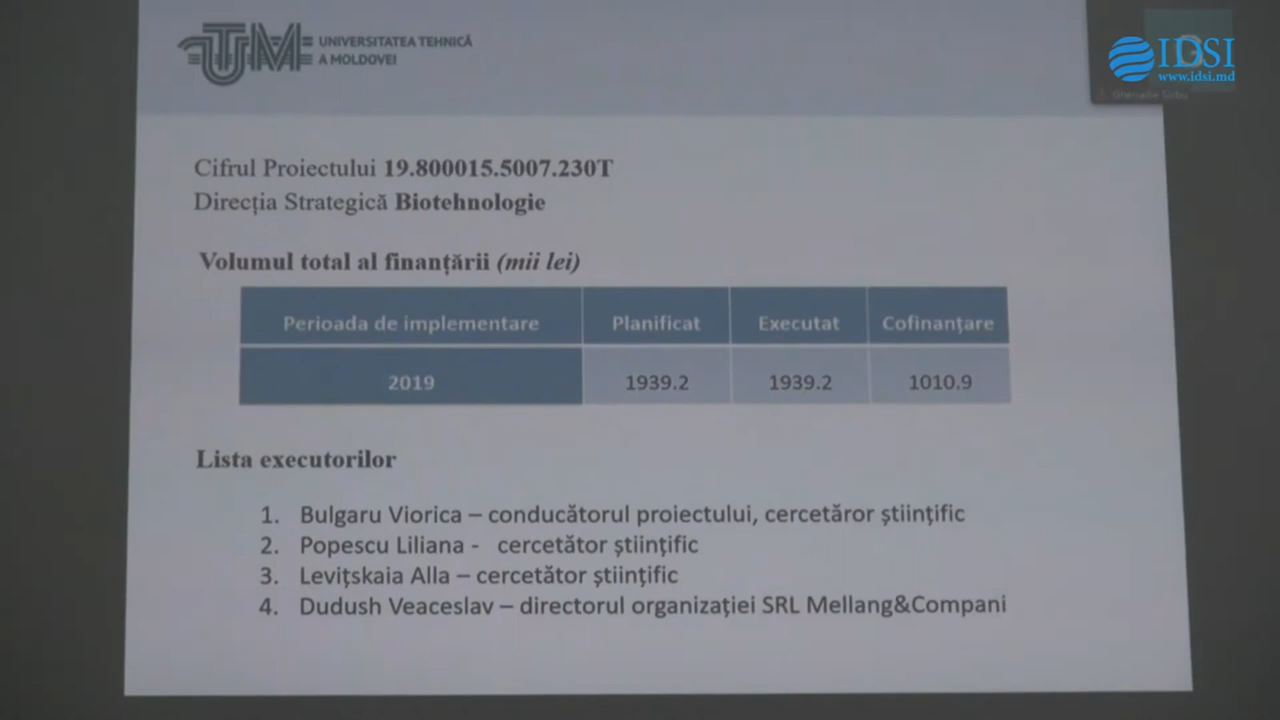 UTM UNIVERSITATEA TEHNICĂ
A MOLDOVEI
IDSI
www.idsi.md
Ghenadie Sirbu
Cifrul Proiectului 19.800015.5007.230T
Direcția Strategică Biotehnologie
Volumul total al finanțării (mii lei)
Perioada de implementare Planificat Executat Cofinanțare
2019 1939.2 1939.2 1010.9
Lista executorilor
1. Bulgaru Viorica – conducătorul proiectului, cercetăror științific
2. Popescu Liliana - cercetător științific
3. Levițskaia Alla – cercetător științific
4. Dudush Veaceslav – directorul organizației SRL Mellang&Compani